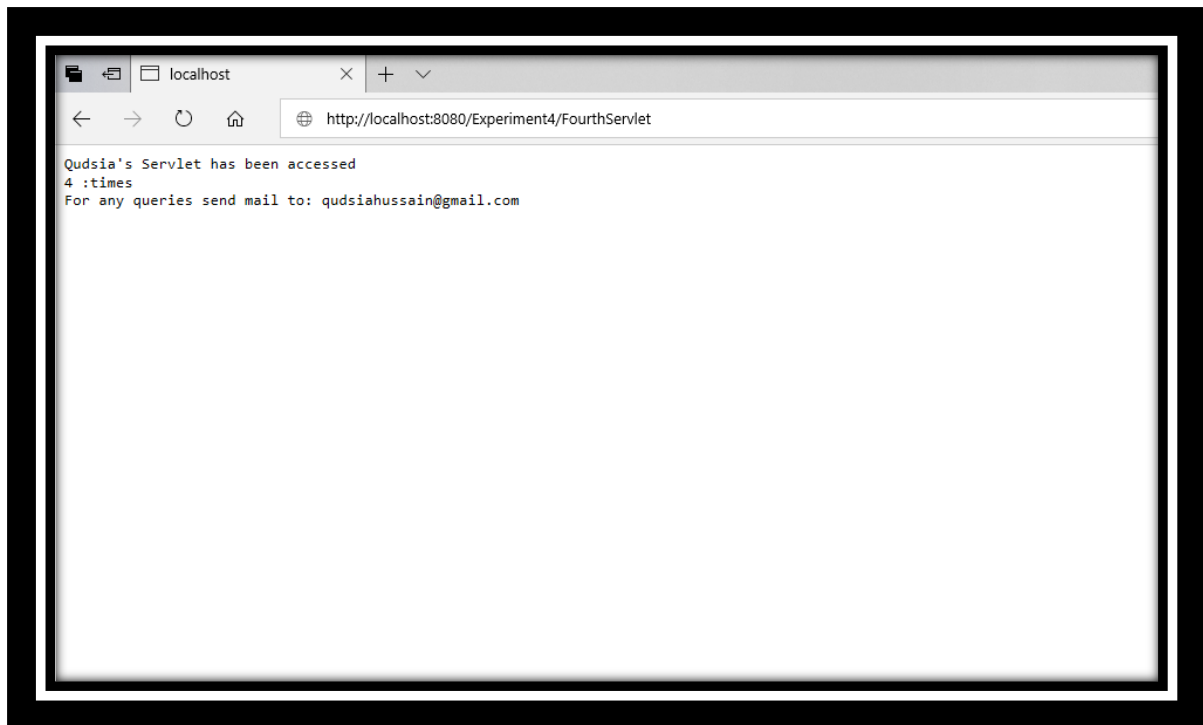 localhost
http://localhost:8080/Experiment4/FourthServlet
Qudsia's Servlet has been accessed
4 :times
For any queries send mail to: qudsiahussain@gmail.com